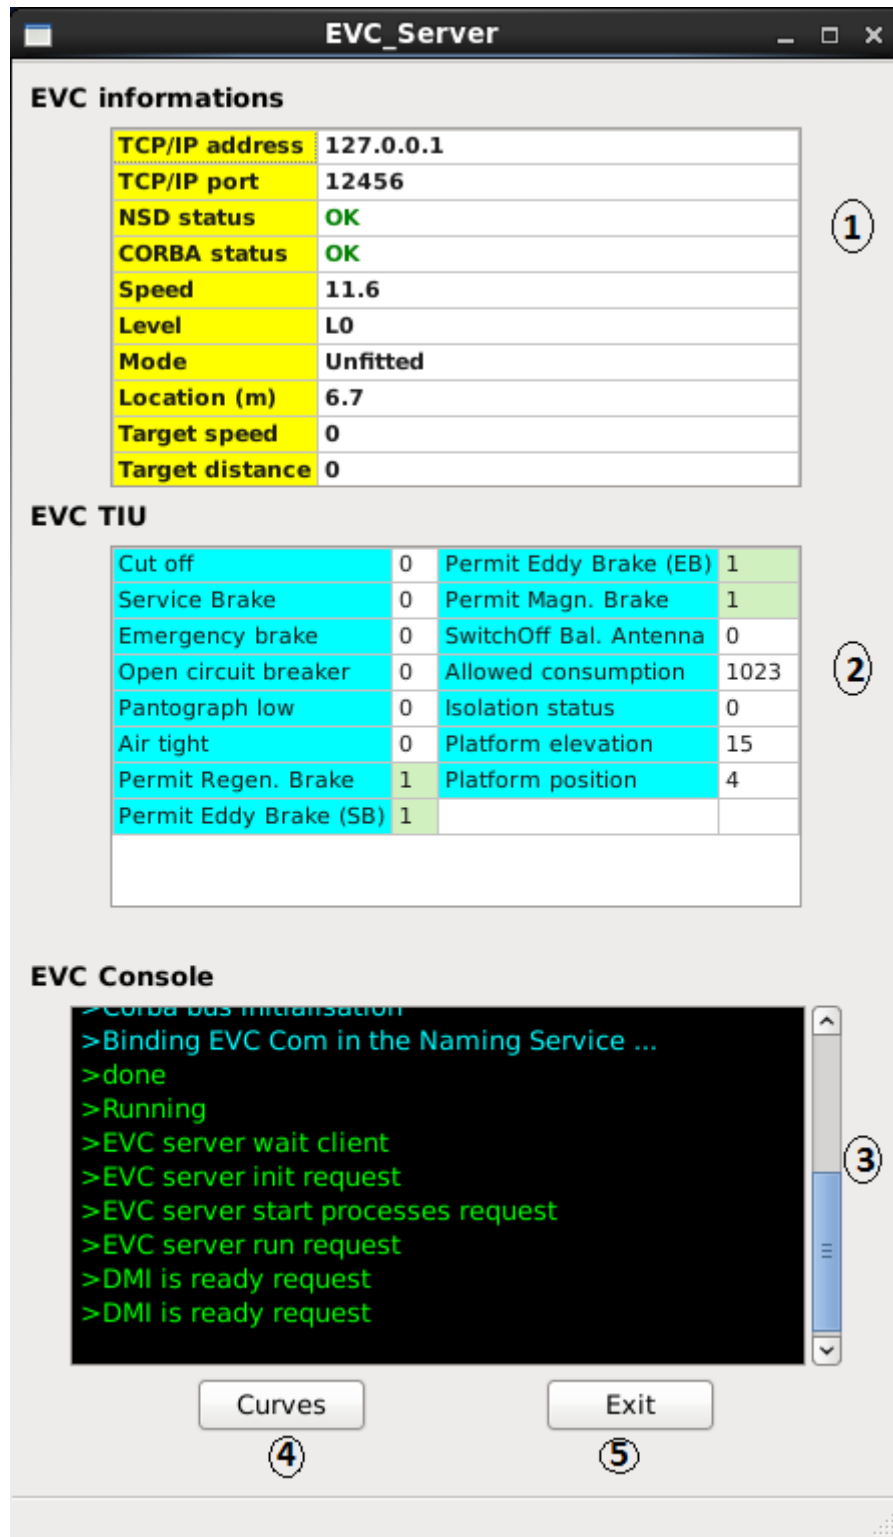 EVC_Server
EVC informations
TCP/IP address 127.0.0.1
TCP/IP port 12456
NSD status OK
CORBA status OK
Speed 11.6
Level L0
Mode Unfitted
Location (m) 6.7
Target speed 0
Target distance 0
1
EVC TIU
Cut off 0 Permit Eddy Brake (EB) 1
Service Brake 0 Permit Magn. Brake 1
Emergency brake 0 SwitchOff Bal. Antenna 0
Open circuit breaker 0 Allowed consumption 1023
Pantograph low 0 Isolation status 0
Air tight 0 Platform elevation 15
Permit Regen. Brake 1 Platform position 4
Permit Eddy Brake (SB) 1
2
EVC Console
>Corba bus initialisation
>Binding EVC Com in the Naming Service ...
>done
>Running
>EVC server wait client
>EVC server init request
>EVC server start processes request
>EVC server run request
>DMI is ready request
>DMI is ready request
3
Curves Exit
4 5